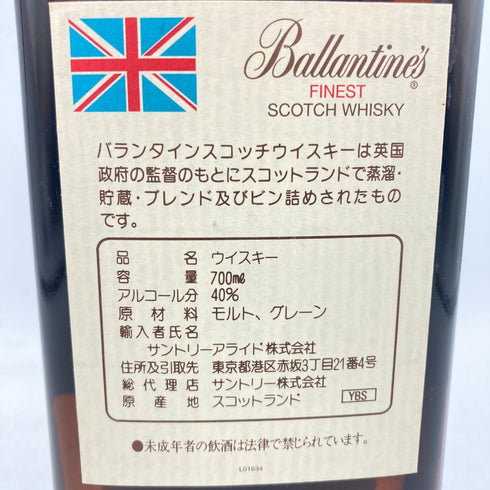 Ballantine's®
FINEST
SCOTCH WHISKY
バランタインスコッチウイスキーは英国
政府の監督のもとにスコットランドで蒸溜・
貯蔵・ブレンド及びビン詰めされたもの
です。
品名 ウイスキー
容量 700mℓ
アルコール分 40%
原材料 モルト、グレーン
輸入者氏名
サントリーアライド株式会社
住所及引取先 東京都港区赤坂3丁目21番4号
総代理店 サントリー株式会社
原産地 スコットランド YBS
●未成年者の飲酒は法律で禁じられています。
L01634